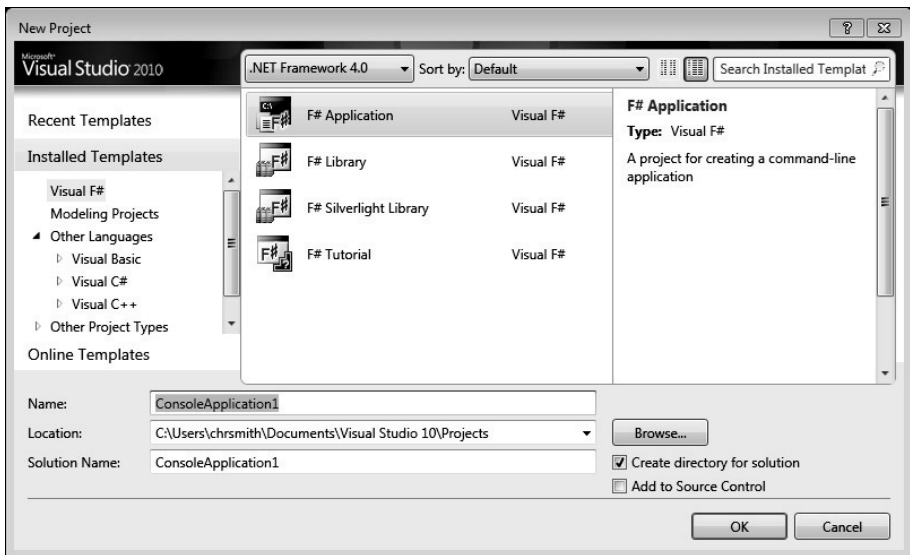 New Project
Microsoft
Visual Studio 2010
.NET Framework 4.0
Sort by: Default
Search Installed Templat
Recent Templates
Installed Templates
Visual F#
Modeling Projects
Other Languages
Visual Basic
Visual C#
Visual C++
Other Project Types
Online Templates
F# Application Visual F#
F# Library Visual F#
F# Silverlight Library Visual F#
F# Tutorial Visual F#
F# Application
Type: Visual F#
A project for creating a command-line
application
Name: ConsoleApplication1
Location: C:\Users\chrsmith\Documents\Visual Studio 10\Projects
Browse...
Solution Name: ConsoleApplication1
Create directory for solution
Add to Source Control
OK Cancel